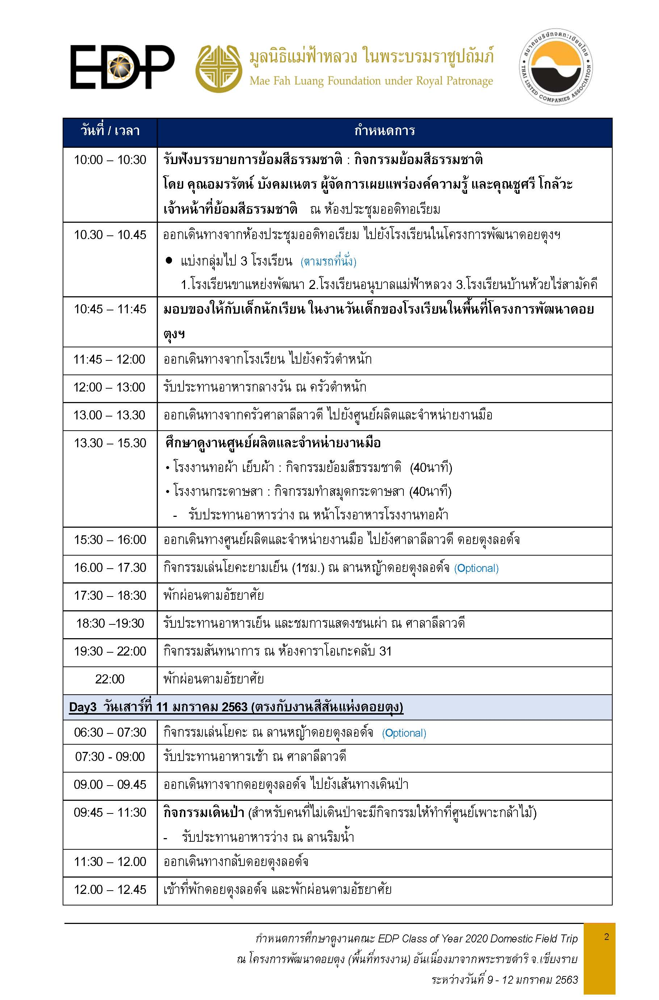 EDP
มูลนิธิแม่ฟ้าหลวง ในพระบรมราชูปถัมภ์
Mae Fah Luang Foundation under Royal Patronage
สมาคมบริษัทจดทะเบียนไทย
THAI LISTED COMPANIES ASSOCIATION
วันที่ / เวลา กำหนดการ
10:00 – 10:30 รับฟังบรรยายการย้อมสีธรรมชาติ : กิจกรรมย้อมสีธรรมชาติ
โดย คุณอมรรัตน์ บังคมเนตร ผู้จัดการเผยแพร่องค์ความรู้ และคุณชูศรี โกลัวะ
เจ้าหน้าที่ย้อมสีธรรมชาติ ณ ห้องประชุมออดิทอเรียม
10.30 – 10.45 ออกเดินทางจากห้องประชุมออดิทอเรียม ไปยังโรงเรียนในโครงการพัฒนาดอยตุงฯ
● แบ่งกลุ่มไป 3 โรงเรียน (ตามรถที่นั่ง)
1.โรงเรียนขาแหย่งพัฒนา 2.โรงเรียนอนุบาลแม่ฟ้าหลวง 3.โรงเรียนบ้านห้วยไร่สามัคคี
10:45 – 11:45 มอบของให้กับเด็กนักเรียน ในงานวันเด็กของโรงเรียนในพื้นที่โครงการพัฒนาดอย
ตุงฯ
11:45 – 12:00 ออกเดินทางจากโรงเรียน ไปยังครัวตำหนัก
12:00 – 13:00 รับประทานอาหารกลางวัน ณ ครัวตำหนัก
13.00 – 13.30 ออกเดินทางจากครัวศาลาลีลาวดี ไปยังศูนย์ผลิตและจำหน่ายงานมือ
13.30 – 15.30 ศึกษาดูงานศูนย์ผลิตและจำหน่ายงานมือ
• โรงงานทอผ้า เย็บผ้า : กิจกรรมย้อมสีธรรมชาติ (40นาที)
• โรงงานกระดาษสา : กิจกรรมทำสมุดกระดาษสา (40นาที)
- รับประทานอาหารว่าง ณ หน้าโรงอาหารโรงงานทอผ้า
15:30 – 16:00 ออกเดินทางศูนย์ผลิตและจำหน่ายงานมือ ไปยังศาลาลีลาวดี ดอยตุงลอด์จ
16.00 – 17.30 กิจกรรมเล่นโยคะยามเย็น (1ชม.) ณ ลานหญ้าดอยตุงลอด์จ (Optional)
17:30 – 18:30 พักผ่อนตามอัธยาศัย
18:30 –19:30 รับประทานอาหารเย็น และชมการแสดงชนเผ่า ณ ศาลาลีลาวดี
19:30 – 22:00 กิจกรรมสันทนาการ ณ ห้องคาราโอเกะคลับ 31
22:00 พักผ่อนตามอัธยาศัย
Day3 วันเสาร์ที่ 11 มกราคม 2563 (ตรงกับงานสีสันแห่งดอยตุง)
06:30 – 07:30 กิจกรรมเล่นโยคะ ณ ลานหญ้าดอยตุงลอด์จ (Optional)
07:30 - 09:00 รับประทานอาหารเช้า ณ ศาลาลีลาวดี
09.00 – 09.45 ออกเดินทางจากดอยตุงลอด์จ ไปยังเส้นทางเดินป่า
09:45 – 11:30 กิจกรรมเดินป่า (สำหรับคนที่ไม่เดินป่าจะมีกิจกรรมให้ทำที่ศูนย์เพาะกล้าไม้)
- รับประทานอาหารว่าง ณ ลานริมน้ำ
11:30 – 12.00 ออกเดินทางกลับดอยตุงลอด์จ
12.00 – 12.45 เข้าที่พักดอยตุงลอด์จ และพักผ่อนตามอัธยาศัย
กำหนดการศึกษาดูงานคณะ EDP Class of Year 2020 Domestic Field Trip 2
ณ โครงการพัฒนาดอยตุง (พื้นที่ทรงงาน) อันเนื่องมาจากพระราชดำริ จ.เชียงราย
ระหว่างวันที่ 9 - 12 มกราคม 2563